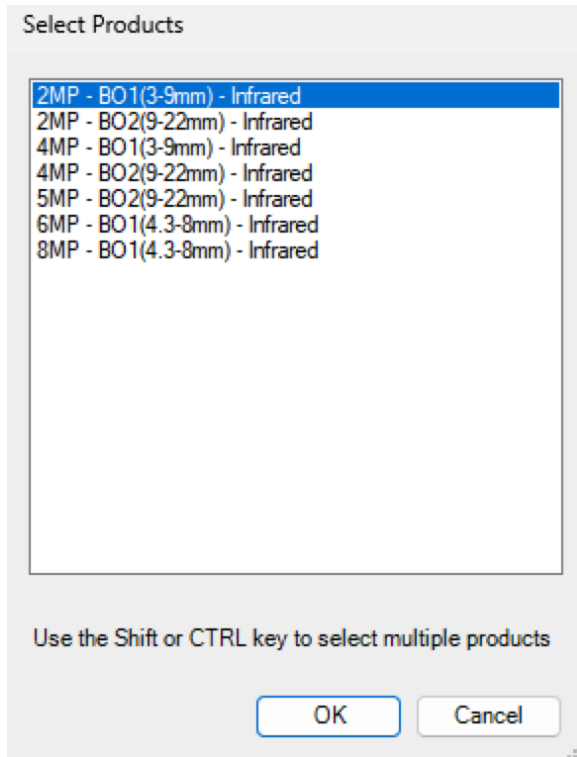 Select Products
2MP - BO1(3-9mm) - Infrared
2MP - BO2(9-22mm) - Infrared
4MP - BO1(3-9mm) - Infrared
4MP - BO2(9-22mm) - Infrared
5MP - BO2(9-22mm) - Infrared
6MP - BO1(4.3-8mm) - Infrared
8MP - BO1(4.3-8mm) - Infrared
Use the Shift or CTRL key to select multiple products
OK
Cancel